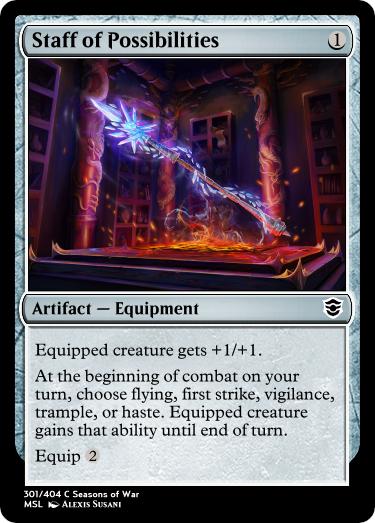 Staff of Possibilities 1
Artifact — Equipment
Equipped creature gets +1/+1.
At the beginning of combat on your
turn, choose flying, first strike, vigilance,
trample, or haste. Equipped creature
gains that ability until end of turn.
Equip 2
301/404 C Seasons of War
MSL Alexis Susani